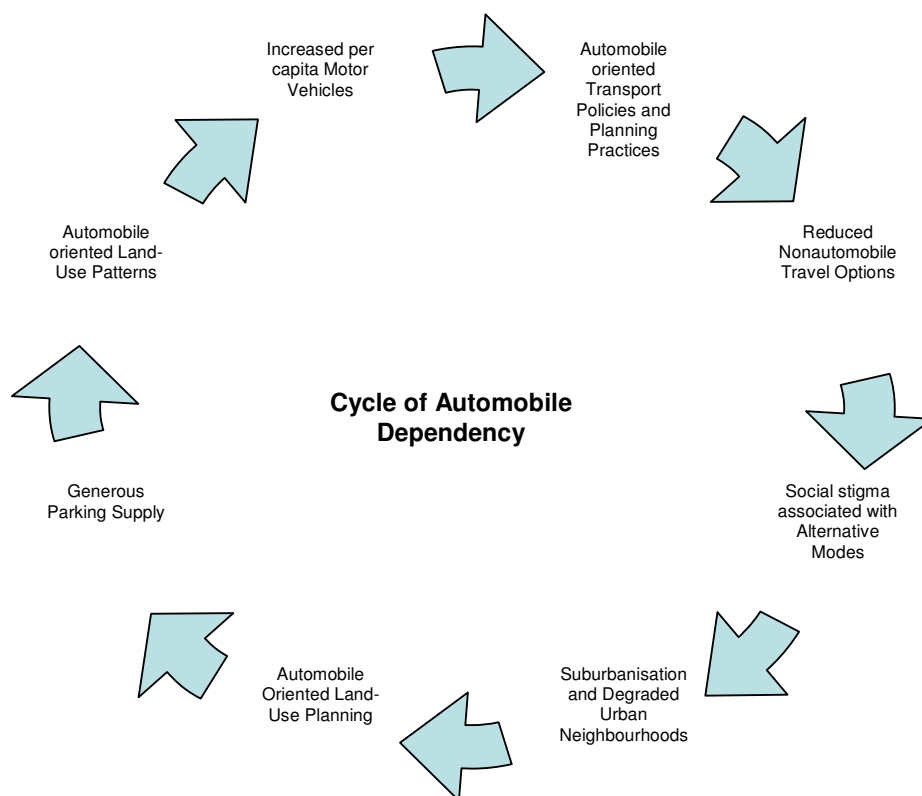 Increased per
capita Motor
Vehicles
Automobile
oriented
Transport
Policies and
Planning
Practices
Reduced
Nonautomobile
Travel Options
Social stigma
associated with
Alternative
Modes
Suburbanisation
and Degraded
Urban
Neighbourhoods
Automobile
Oriented Land-
Use Planning
Generous
Parking Supply
Automobile
oriented Land-
Use Patterns
Cycle of Automobile
Dependency